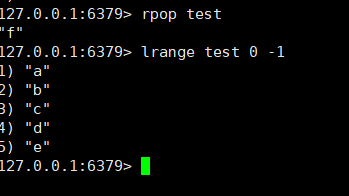 127.0.0.1:6379> rpop test
"f"
127.0.0.1:6379> lrange test 0 -1
1) "a"
2) "b"
3) "c"
4) "d"
5) "e"
127.0.0.1:6379>